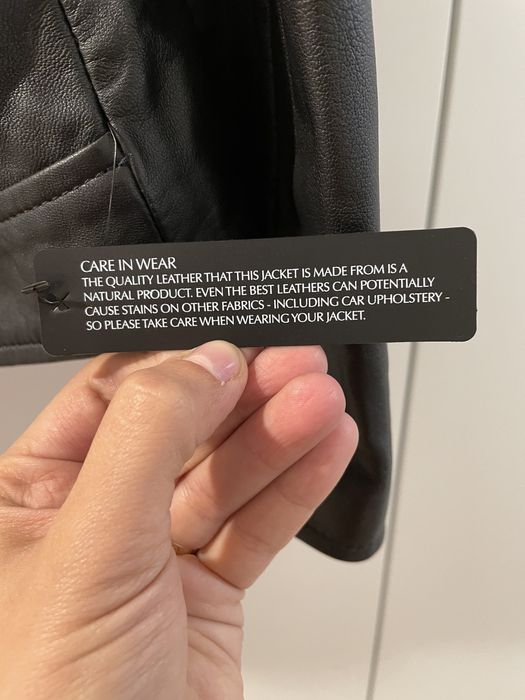 CARE IN WEAR
THE QUALITY LEATHER THAT THIS JACKET IS MADE FROM IS A
NATURAL PRODUCT. EVEN THE BEST LEATHERS CAN POTENTIALLY
CAUSE STAINS ON OTHER FABRICS - INCLUDING CAR UPHOLSTERY -
SO PLEASE TAKE CARE WHEN WEARING YOUR JACKET.